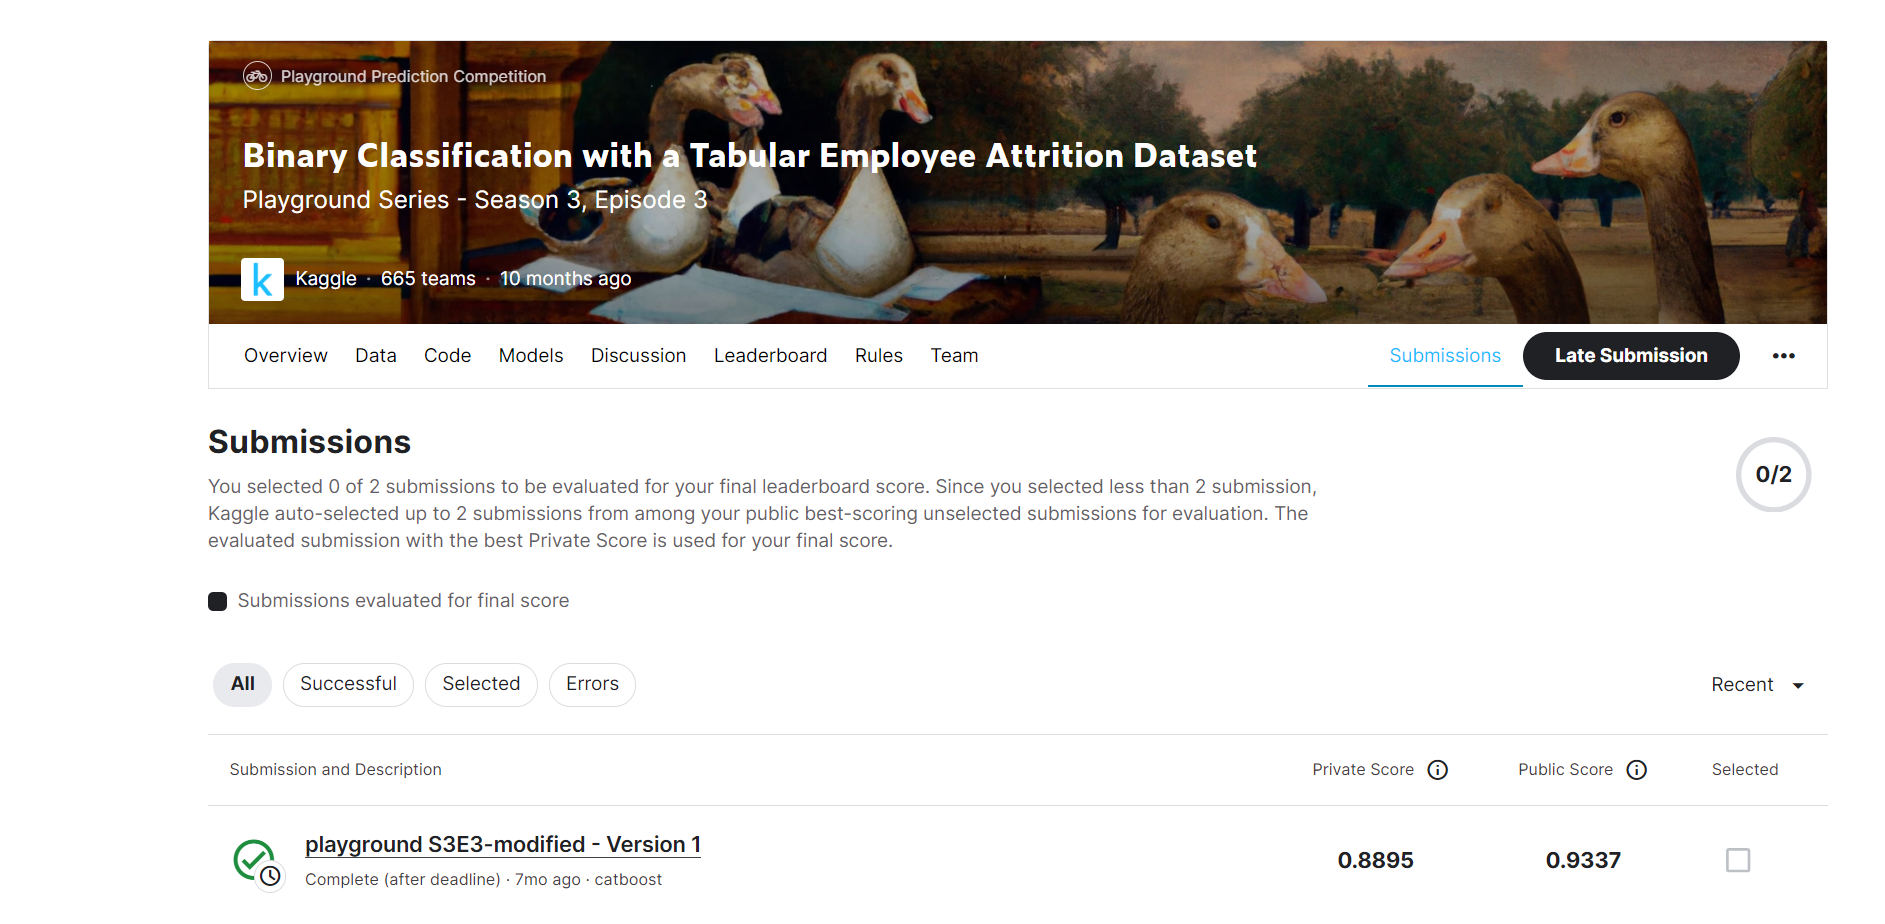 Playground Prediction Competition
Binary Classification with a Tabular Employee Attrition Dataset
Playground Series - Season 3, Episode 3
k
Kaggle · 665 teams · 10 months ago
Overview Data Code Models Discussion Leaderboard Rules Team Submissions Late Submission
Submissions
You selected 0 of 2 submissions to be evaluated for your final leaderboard score. Since you selected less than 2 submission,
Kaggle auto-selected up to 2 submissions from among your public best-scoring unselected submissions for evaluation. The
evaluated submission with the best Private Score is used for your final score.
0/2
Submissions evaluated for final score
All Successful Selected Errors Recent
Submission and Description Private Score Public Score Selected
playground S3E3-modified - Version 1
Complete (after deadline) · 7mo ago · catboost
0.8895 0.9337